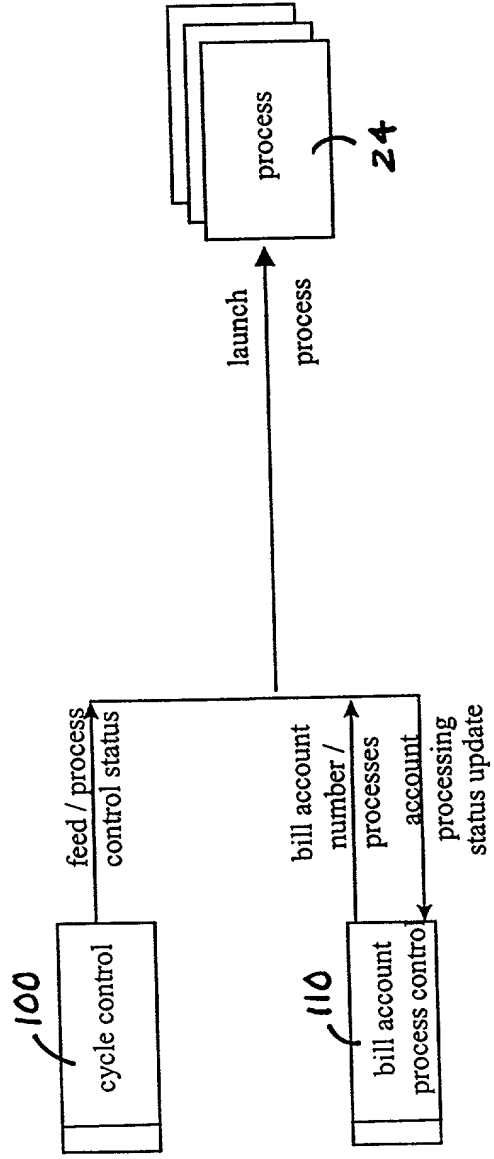 100
cycle control
feed / process
control status
110
bill account
process control
bill account
number /
processes
account
processing
status update
launch
process
process
24